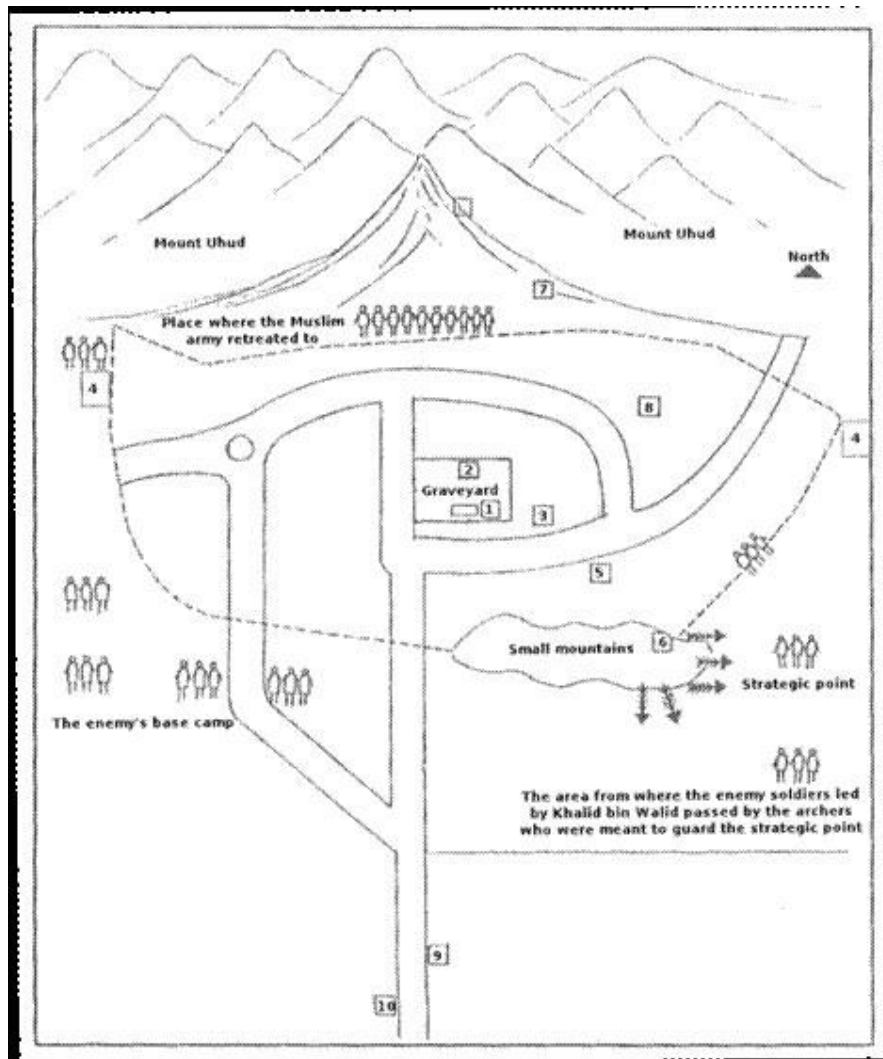 Mount Uhud
Mount Uhud
North
7
Place where the Muslim
army retreated to
4
8
4
2
Graveyard
1
3
5
6
Small mountains
Strategic point
The enemy's base camp
The area from where the enemy soldiers led
by Khalid bin Walid passed by the archers
who were meant to guard the strategic point
9
10